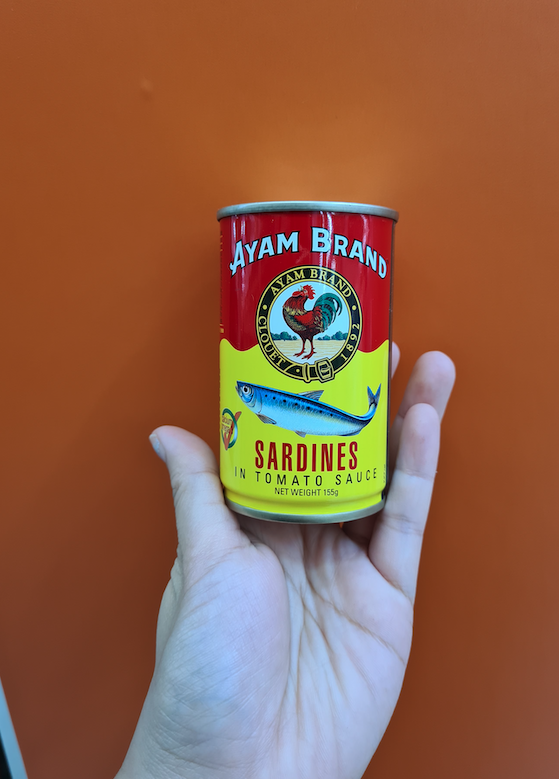 AYAM BRAND
AYAM BRAND
CLOUET 1892
SARDINES
IN TOMATO SAUCE
NET WEIGHT 155g